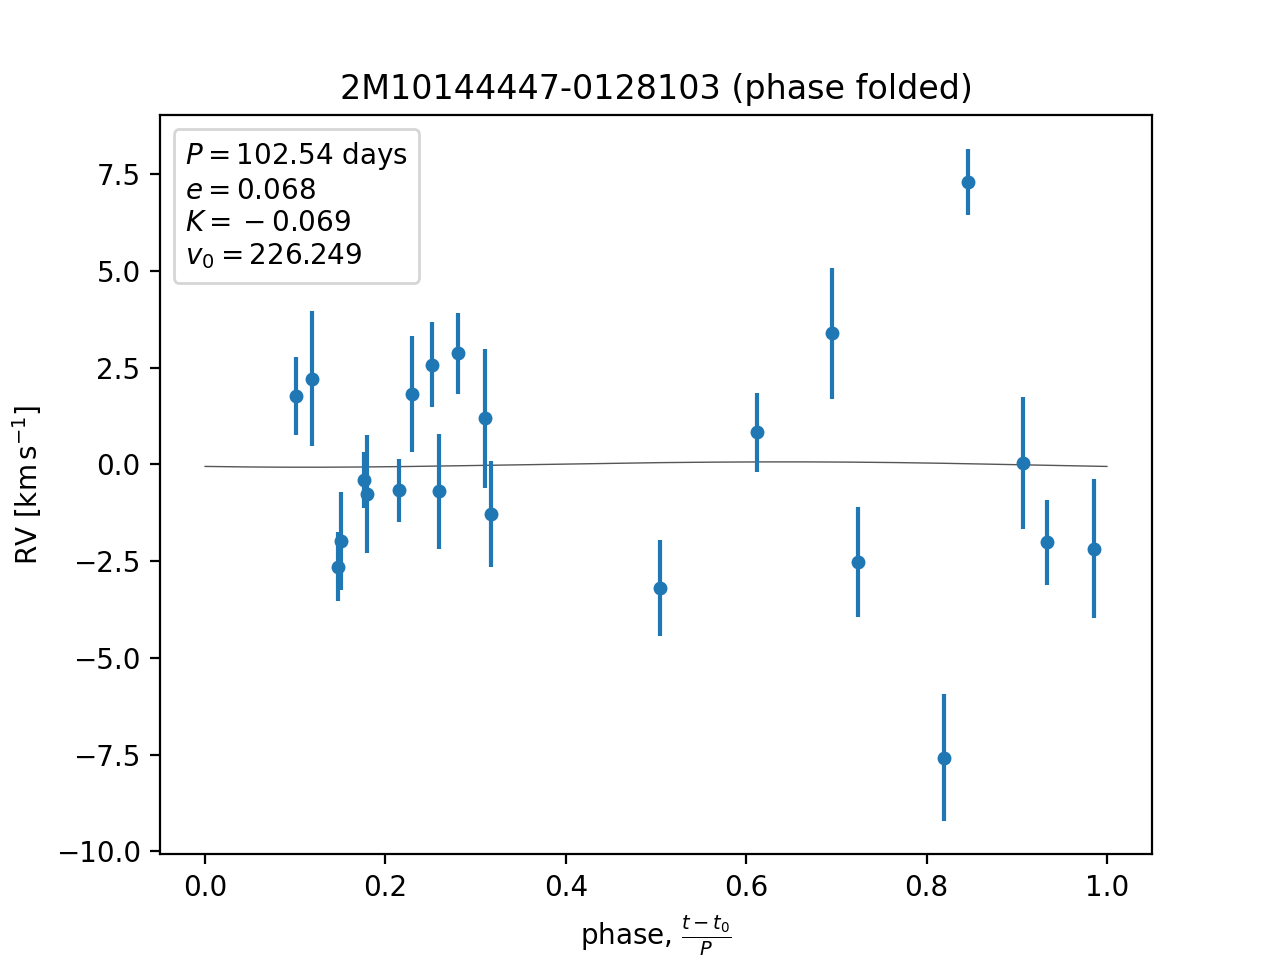 2M10144447-0128103 (phase folded)
P = 102.54 days
e = 0.068
K = −0.069
v₀ = 226.249
7.5
5.0
2.5
0.0
−2.5
−5.0
−7.5
−10.0
RV [km s⁻¹]
0.0 0.2 0.4 0.6 0.8 1.0
phase, (t − t₀)/P